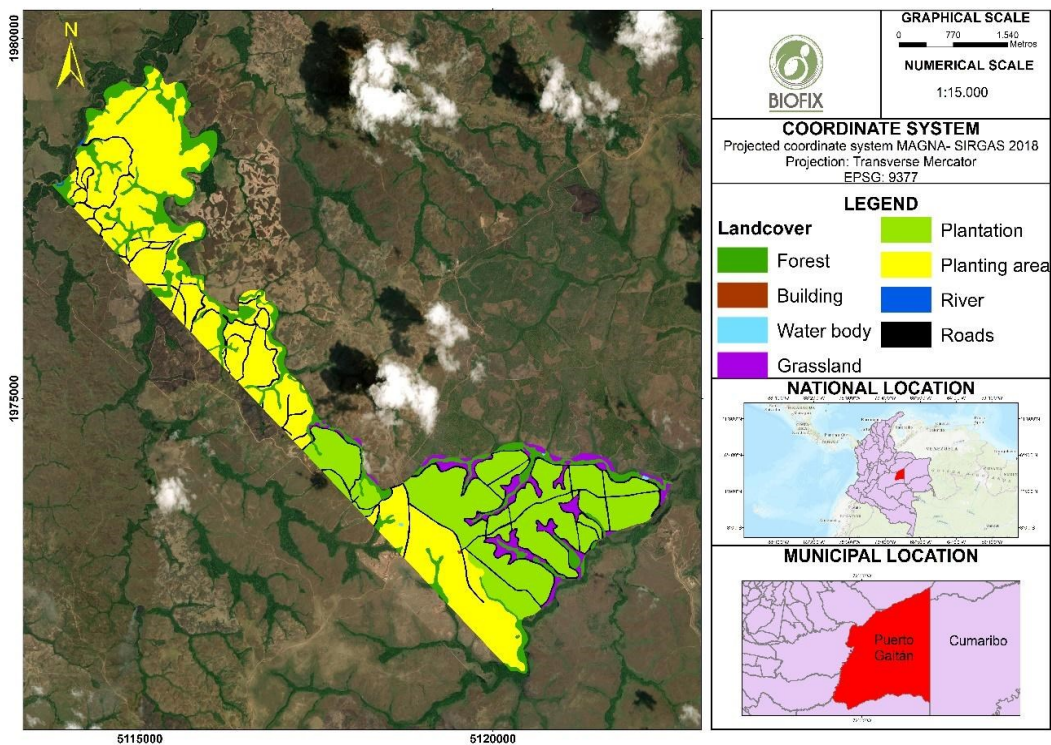 1980000
1975000
5115000
5120000
N
BIOFIX
GRAPHICAL SCALE
0 770 1.540
Metros
NUMERICAL SCALE
1:15.000
COORDINATE SYSTEM
Projected coordinate system MAGNA- SIRGAS 2018
Projection: Transverse Mercator
EPSG: 9377
LEGEND
Landcover
Forest
Building
Water body
Grassland
Plantation
Planting area
River
Roads
NATIONAL LOCATION
MUNICIPAL LOCATION
Puerto
Gaitán
Cumaribo